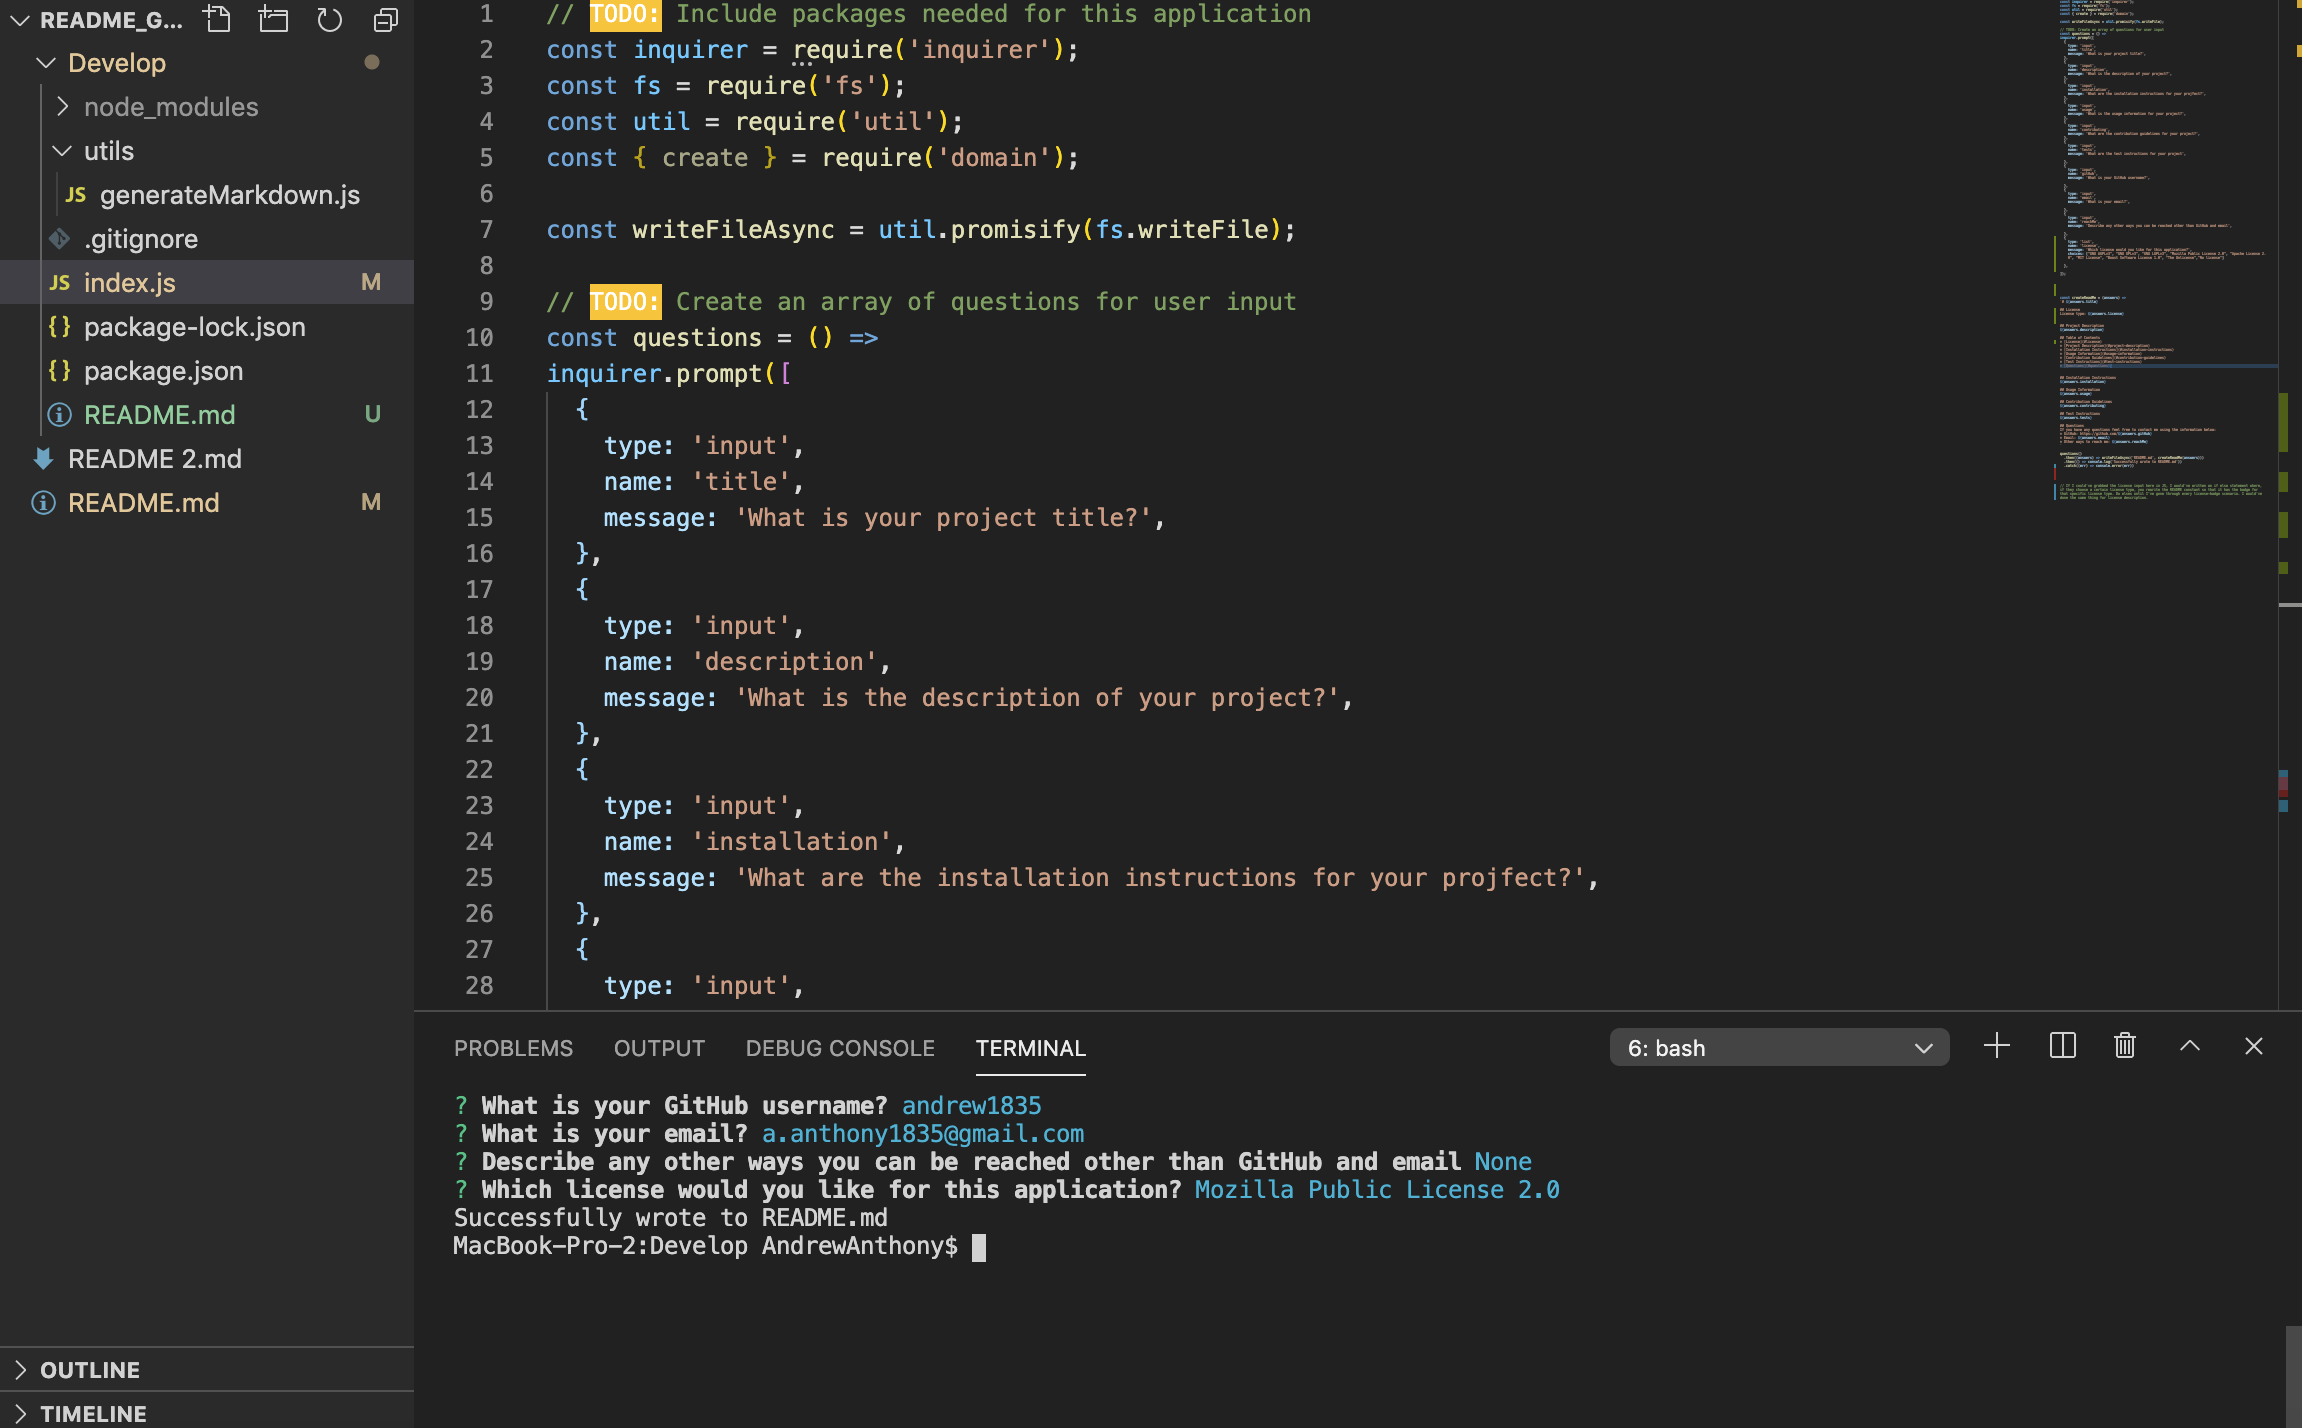 README_G...
Develop
node_modules
utils
JS generateMarkdown.js
.gitignore
JS index.js M
{} package-lock.json
{} package.json
README.md U
README 2.md
README.md M
OUTLINE
TIMELINE
1 // TODO: Include packages needed for this application
2 const inquirer = require('inquirer');
3 const fs = require('fs');
4 const util = require('util');
5 const { create } = require('domain');
6
7 const writeFileAsync = util.promisify(fs.writeFile);
8
9 // TODO: Create an array of questions for user input
10 const questions = () =>
11 inquirer.prompt([
12 {
13 type: 'input',
14 name: 'title',
15 message: 'What is your project title?',
16 },
17 {
18 type: 'input',
19 name: 'description',
20 message: 'What is the description of your project?',
21 },
22 {
23 type: 'input',
24 name: 'installation',
25 message: 'What are the installation instructions for your projfect?',
26 },
27 {
28 type: 'input',
PROBLEMS OUTPUT DEBUG CONSOLE TERMINAL 6: bash
? What is your GitHub username? andrew1835
? What is your email? a.anthony1835@gmail.com
? Describe any other ways you can be reached other than GitHub and email None
? Which license would you like for this application? Mozilla Public License 2.0
Successfully wrote to README.md
MacBook-Pro-2:Develop AndrewAnthony$